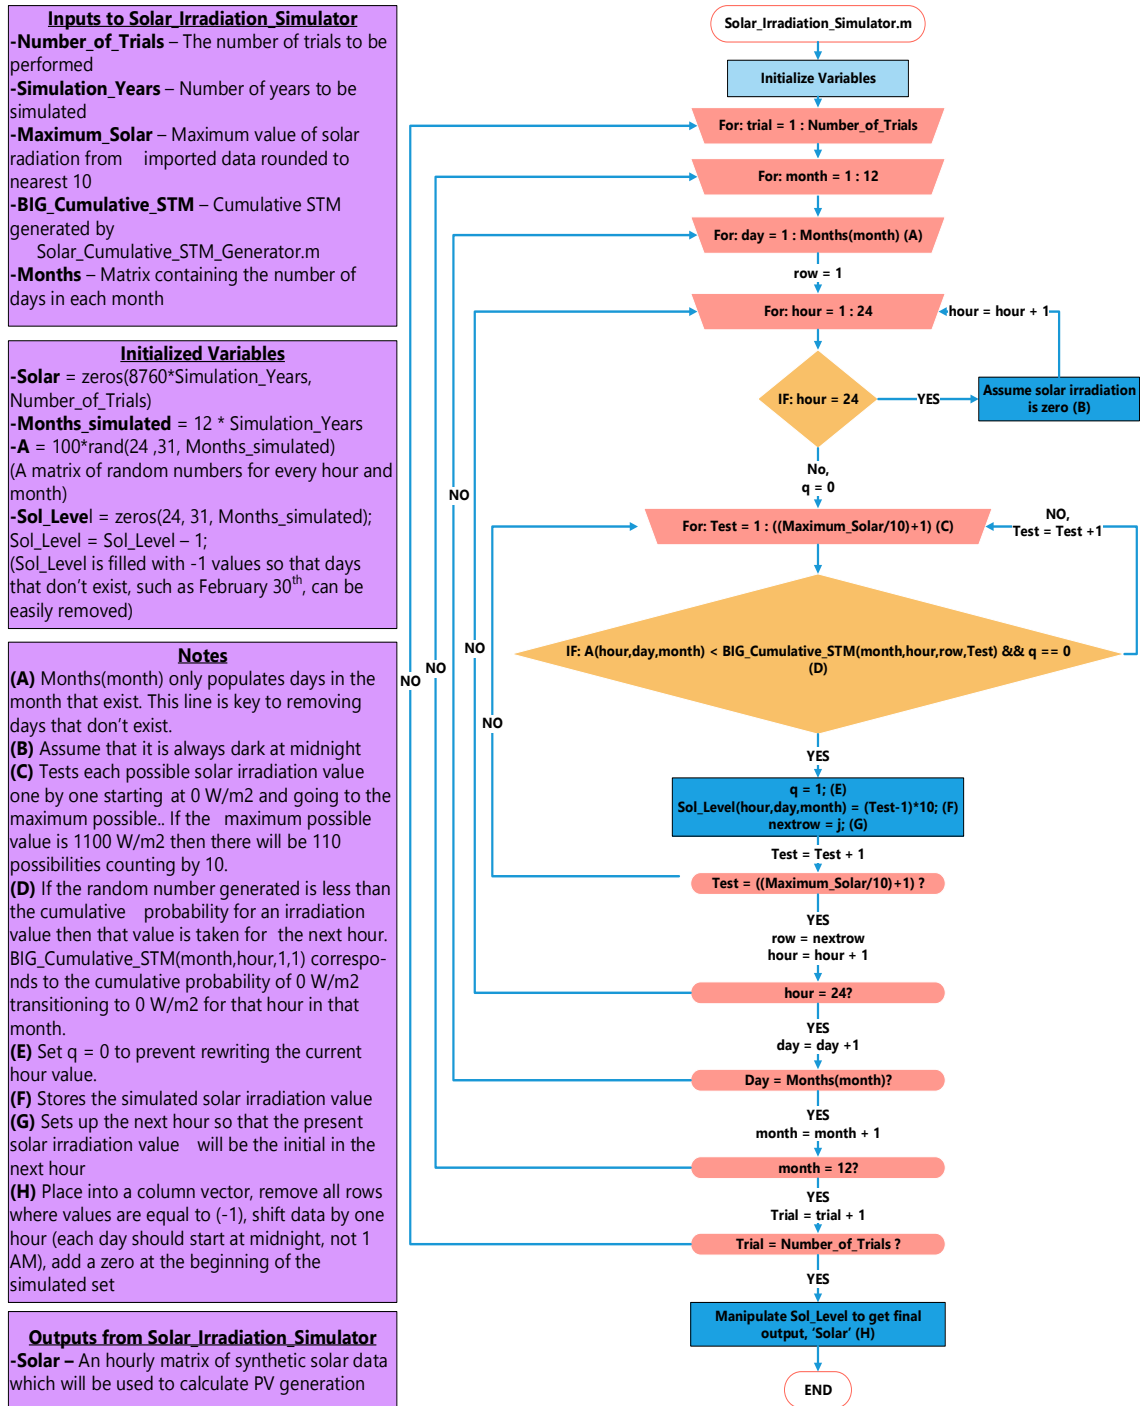 Inputs to Solar_Irradiation_Simulator
-Number_of_Trials – The number of trials to be
performed
-Simulation_Years – Number of years to be
simulated
-Maximum_Solar – Maximum value of solar
radiation from imported data rounded to
nearest 10
-BIG_Cumulative_STM – Cumulative STM
generated by
Solar_Cumulative_STM_Generator.m
-Months – Matrix containing the number of
days in each month
Initialized Variables
-Solar = zeros(8760*Simulation_Years,
Number_of_Trials)
-Months_simulated = 12 * Simulation_Years
-A = 100*rand(24 ,31, Months_simulated)
(A matrix of random numbers for every hour and
month)
-Sol_Level = zeros(24, 31, Months_simulated);
Sol_Level = Sol_Level – 1;
(Sol_Level is filled with -1 values so that days
that don't exist, such as February 30th, can be
easily removed)
Notes
(A) Months(month) only populates days in the
month that exist. This line is key to removing
days that don't exist.
(B) Assume that it is always dark at midnight
(C) Tests each possible solar irradiation value
one by one starting at 0 W/m2 and going to the
maximum possible.. If the maximum possible
value is 1100 W/m2 then there will be 110
possibilities counting by 10.
(D) If the random number generated is less than
the cumulative probability for an irradiation
value then that value is taken for the next hour.
BIG_Cumulative_STM(month,hour,1,1) correspo-
nds to the cumulative probability of 0 W/m2
transitioning to 0 W/m2 for that hour in that
month.
(E) Set q = 0 to prevent rewriting the current
hour value.
(F) Stores the simulated solar irradiation value
(G) Sets up the next hour so that the present
solar irradiation value will be the initial in the
next hour
(H) Place into a column vector, remove all rows
where values are equal to (-1), shift data by one
hour (each day should start at midnight, not 1
AM), add a zero at the beginning of the
simulated set
Outputs from Solar_Irradiation_Simulator
-Solar – An hourly matrix of synthetic solar data
which will be used to calculate PV generation
Solar_Irradiation_Simulator.m
Initialize Variables
For: trial = 1 : Number_of_Trials
For: month = 1 : 12
For: day = 1 : Months(month) (A)
row = 1
For: hour = 1 : 24
hour = hour + 1
IF: hour = 24
YES
Assume solar irradiation
is zero (B)
No,
q = 0
For: Test = 1 : ((Maximum_Solar/10)+1) (C)
NO,
Test = Test +1
IF: A(hour,day,month) < BIG_Cumulative_STM(month,hour,row,Test) && q == 0
(D)
YES
q = 1; (E)
Sol_Level(hour,day,month) = (Test-1)*10; (F)
nextrow = j; (G)
Test = Test + 1
Test = ((Maximum_Solar/10)+1) ?
NO
YES
row = nextrow
hour = hour + 1
hour = 24?
NO
YES
day = day +1
Day = Months(month)?
NO
YES
month = month + 1
month = 12?
NO
YES
Trial = trial + 1
Trial = Number_of_Trials ?
NO
YES
Manipulate Sol_Level to get final
output, 'Solar' (H)
END